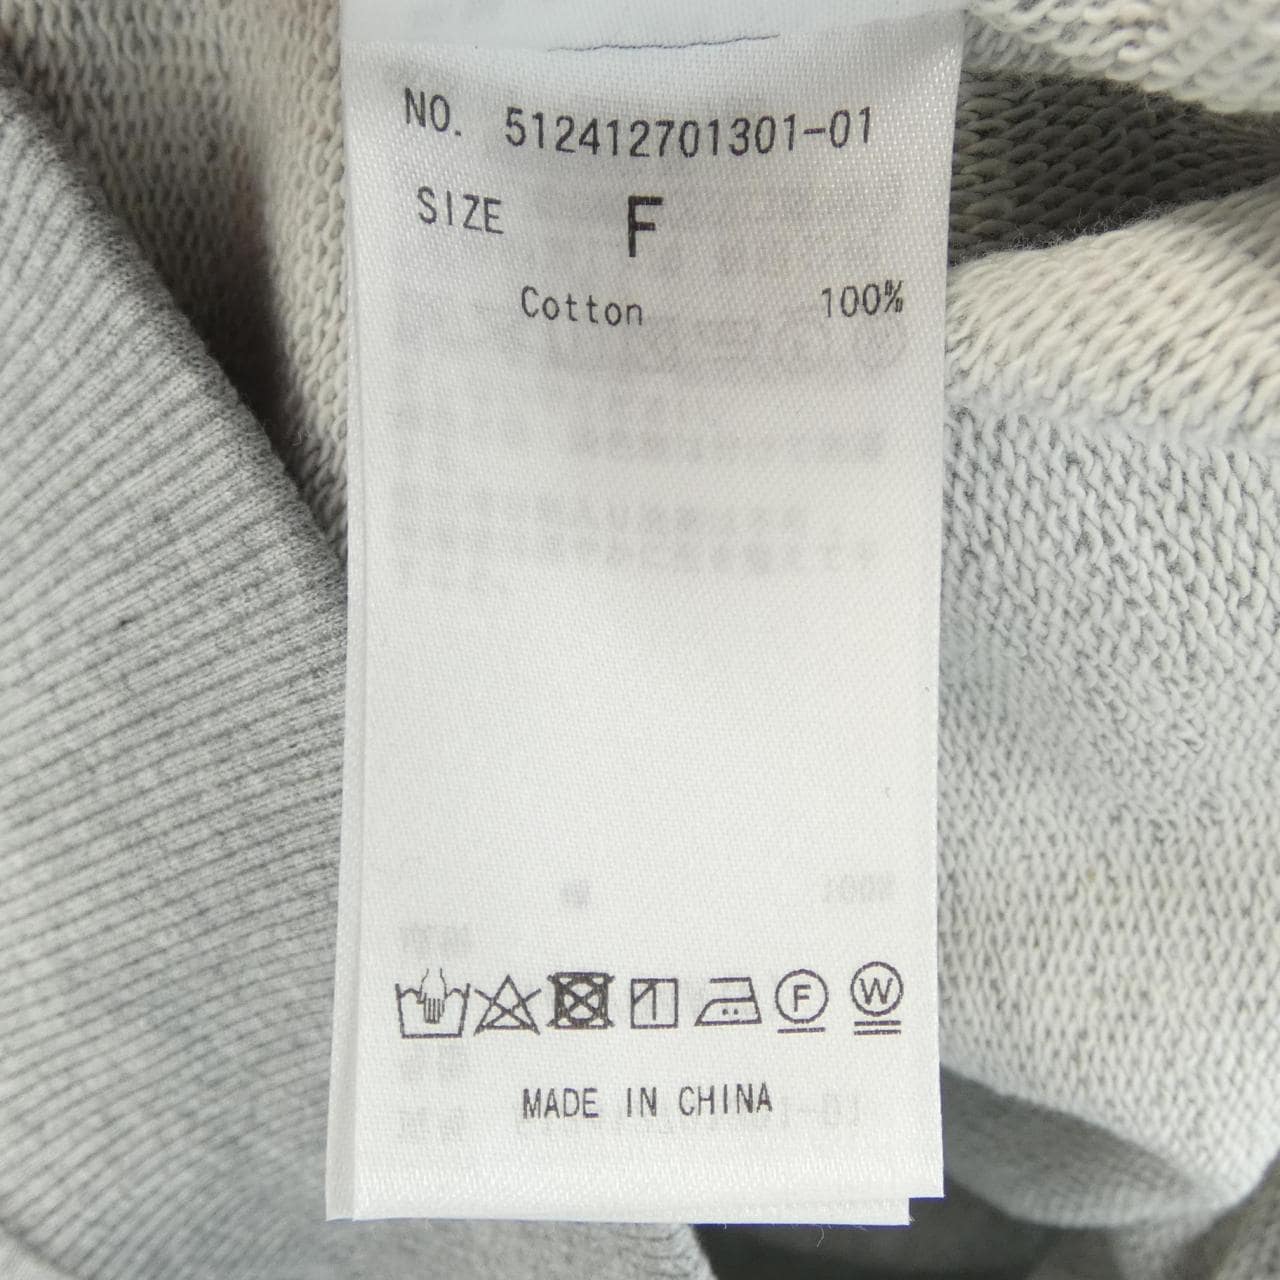 NO. 512412701301-01
SIZE F
Cotton 100%
F W
MADE IN CHINA